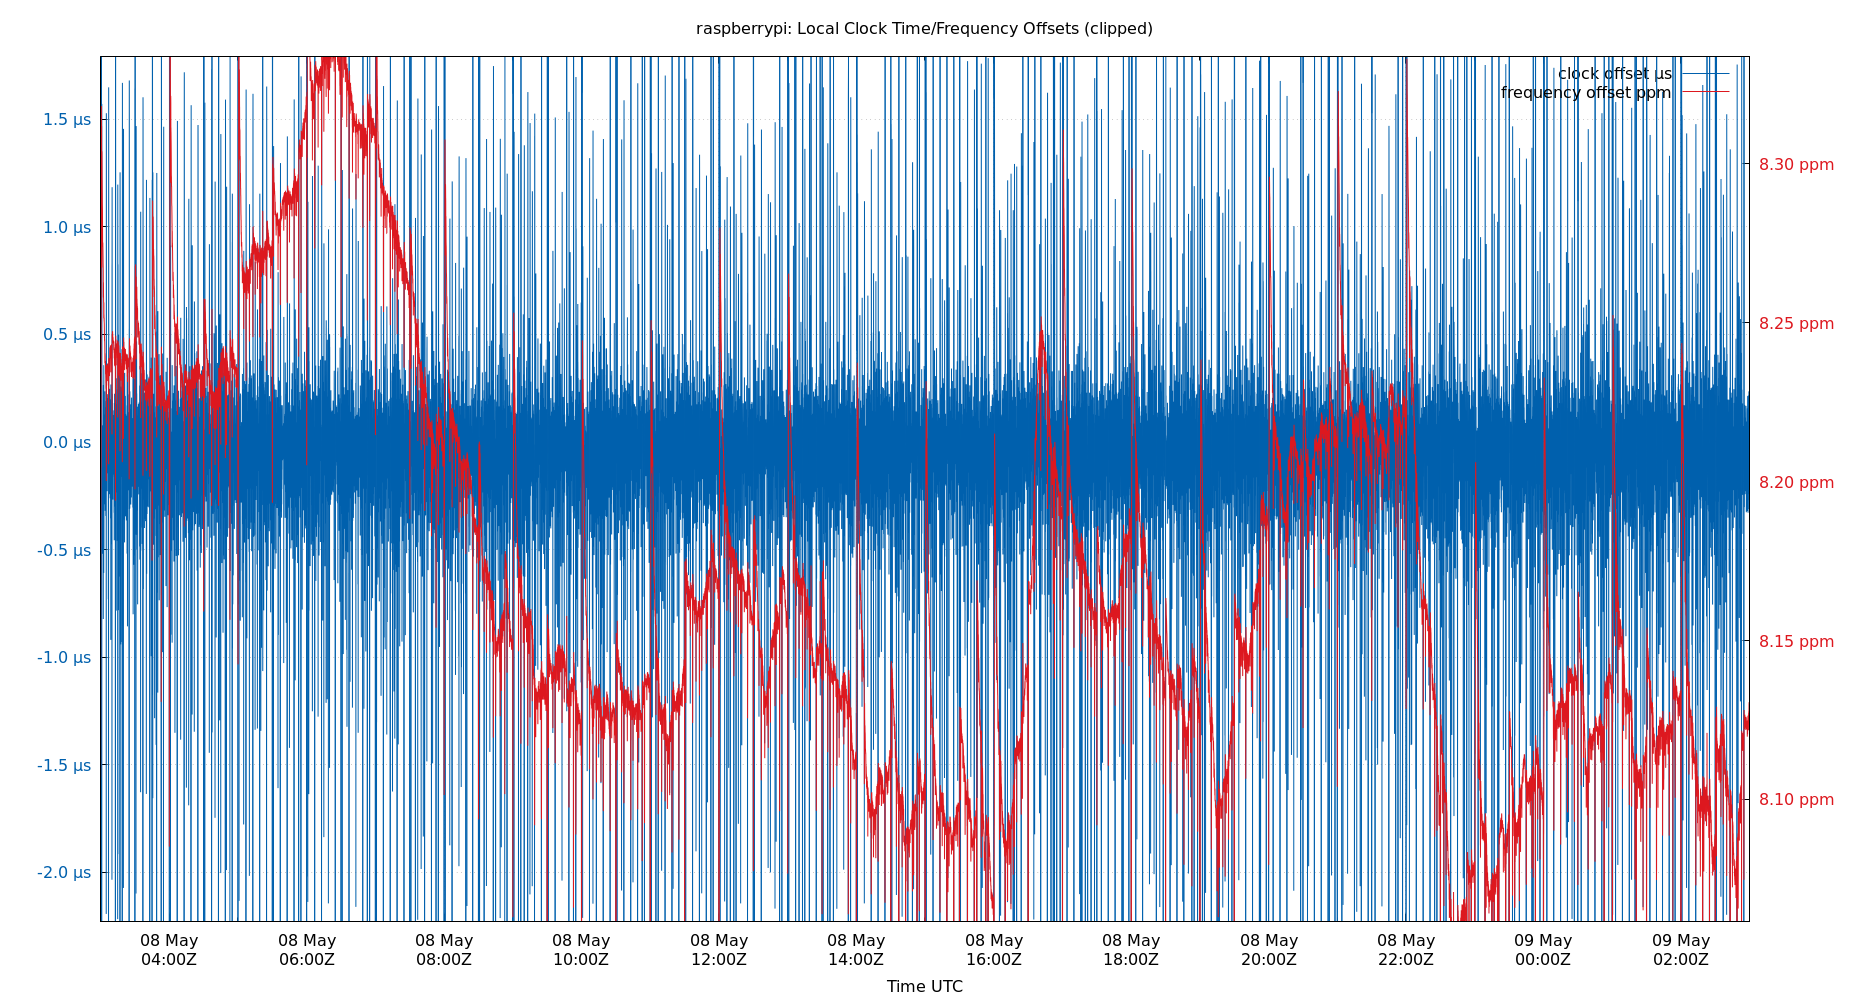 raspberrypi: Local Clock Time/Frequency Offsets (clipped)
clock offset µs
frequency offset ppm
1.5 µs
1.0 µs
0.5 µs
0.0 µs
-0.5 µs
-1.0 µs
-1.5 µs
-2.0 µs
8.30 ppm
8.25 ppm
8.20 ppm
8.15 ppm
8.10 ppm
08 May 08 May 08 May 08 May 08 May 08 May 08 May 08 May 08 May 08 May 09 May 09 May
04:00Z 06:00Z 08:00Z 10:00Z 12:00Z 14:00Z 16:00Z 18:00Z 20:00Z 22:00Z 00:00Z 02:00Z
Time UTC